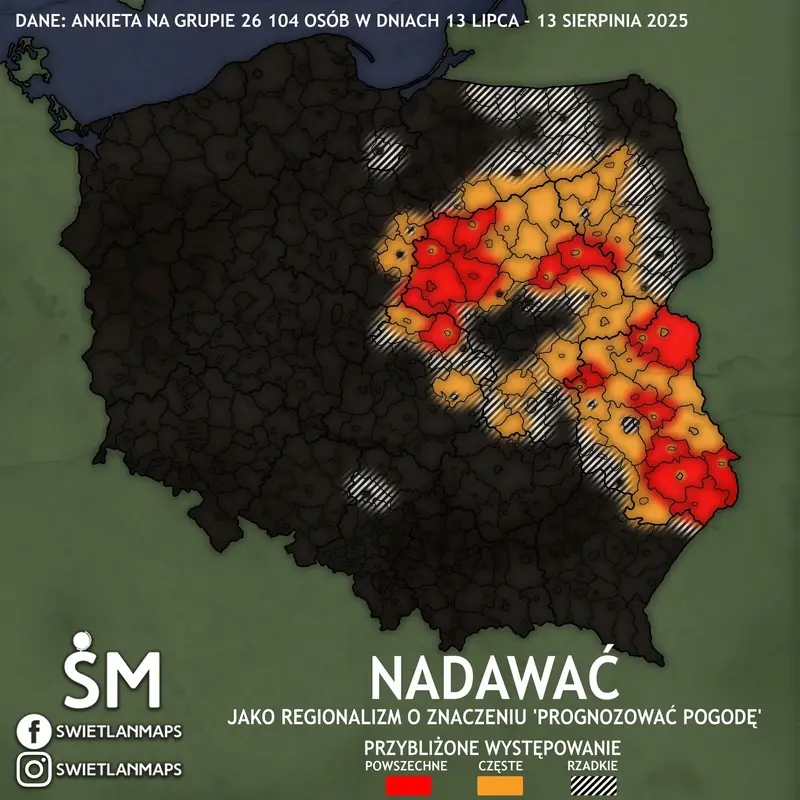 DANE: ANKIETA NA GRUPIE 26 104 OSÓB W DNIACH 13 LIPCA - 13 SIERPNIA 2025
ŚM
SWIETLANMAPS
SWIETLANMAPS
NADAWAĆ
JAKO REGIONALIZM O ZNACZENIU 'PROGNOZOWAĆ POGODĘ'
PRZYBLIŻONE WYSTĘPOWANIE
POWSZECHNE CZĘSTE RZADKIE